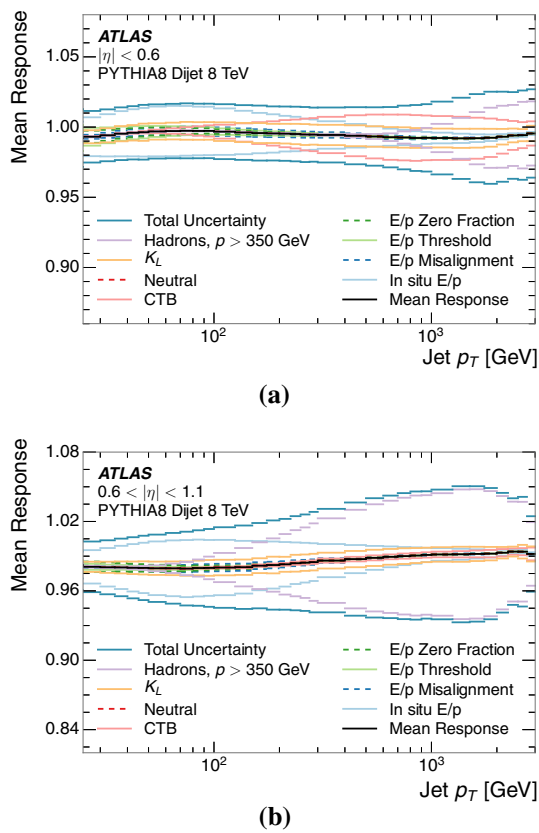 Mean Response
1.05
1.00
0.95
0.90
ATLAS
|η| < 0.6
PYTHIA8 Dijet 8 TeV
Total Uncertainty
Hadrons, p > 350 GeV
K_L
Neutral
CTB
E/p Zero Fraction
E/p Threshold
E/p Misalignment
In situ E/p
Mean Response
10²
10³
Jet p_T [GeV]
(a)
Mean Response
1.08
1.02
0.96
0.90
0.84
ATLAS
0.6 < |η| < 1.1
PYTHIA8 Dijet 8 TeV
Total Uncertainty
Hadrons, p > 350 GeV
K_L
Neutral
CTB
E/p Zero Fraction
E/p Threshold
E/p Misalignment
In situ E/p
Mean Response
10²
10³
Jet p_T [GeV]
(b)